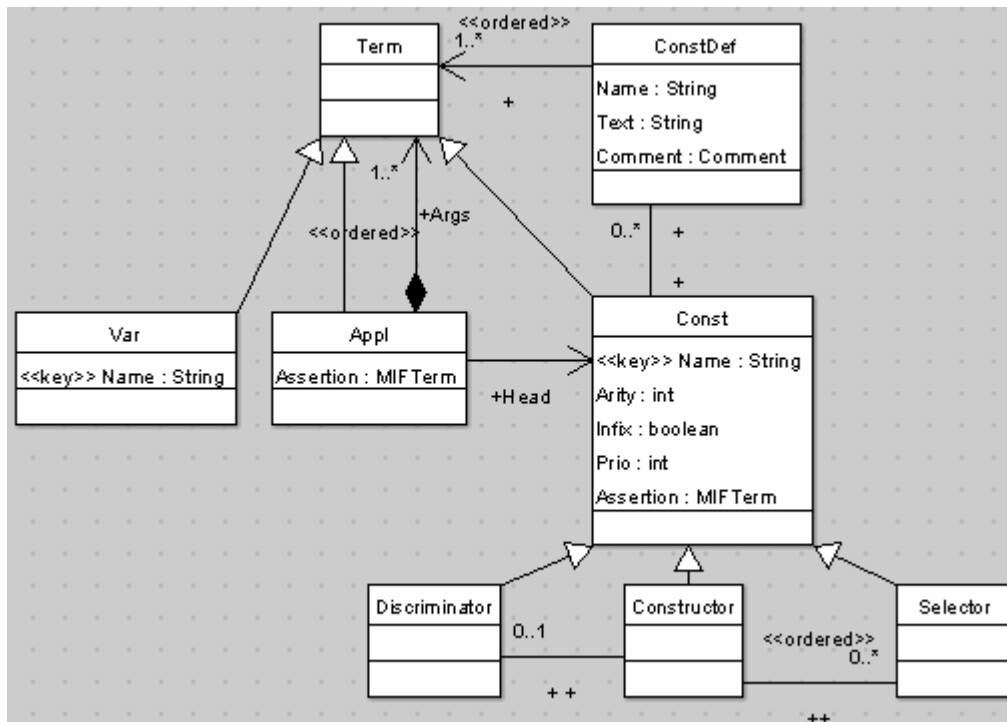 <<ordered>>
Term
1..*
ConstDef
+
Name : String
Text : String
Comment : Comment
1..*
+Args
<<ordered>>
0..*
+
+
Var
<<key>> Name : String
Appl
Assertion : MIFTerm
+Head
Const
<<key>> Name : String
Arity : int
Infix : boolean
Prio : int
Assertion : MIFTerm
Discriminator
Constructor
Selector
0..1
<<ordered>>
0..*
+ +
++